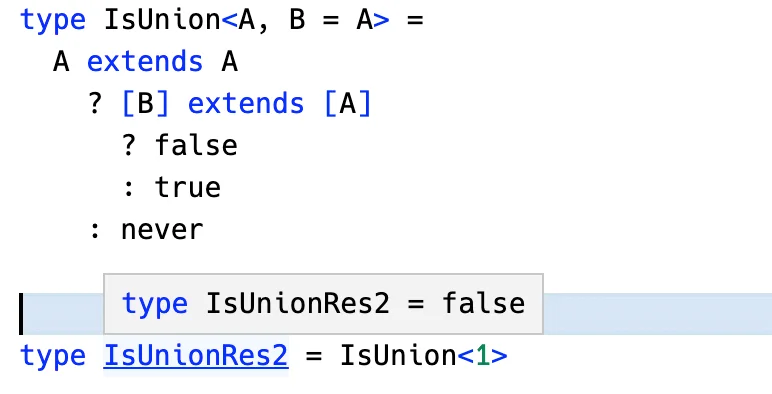 type IsUnion<A, B = A> =
  A extends A
    ? [B] extends [A]
      ? false
      : true
    : never
type IsUnionRes2 = false
type IsUnionRes2 = IsUnion<1>